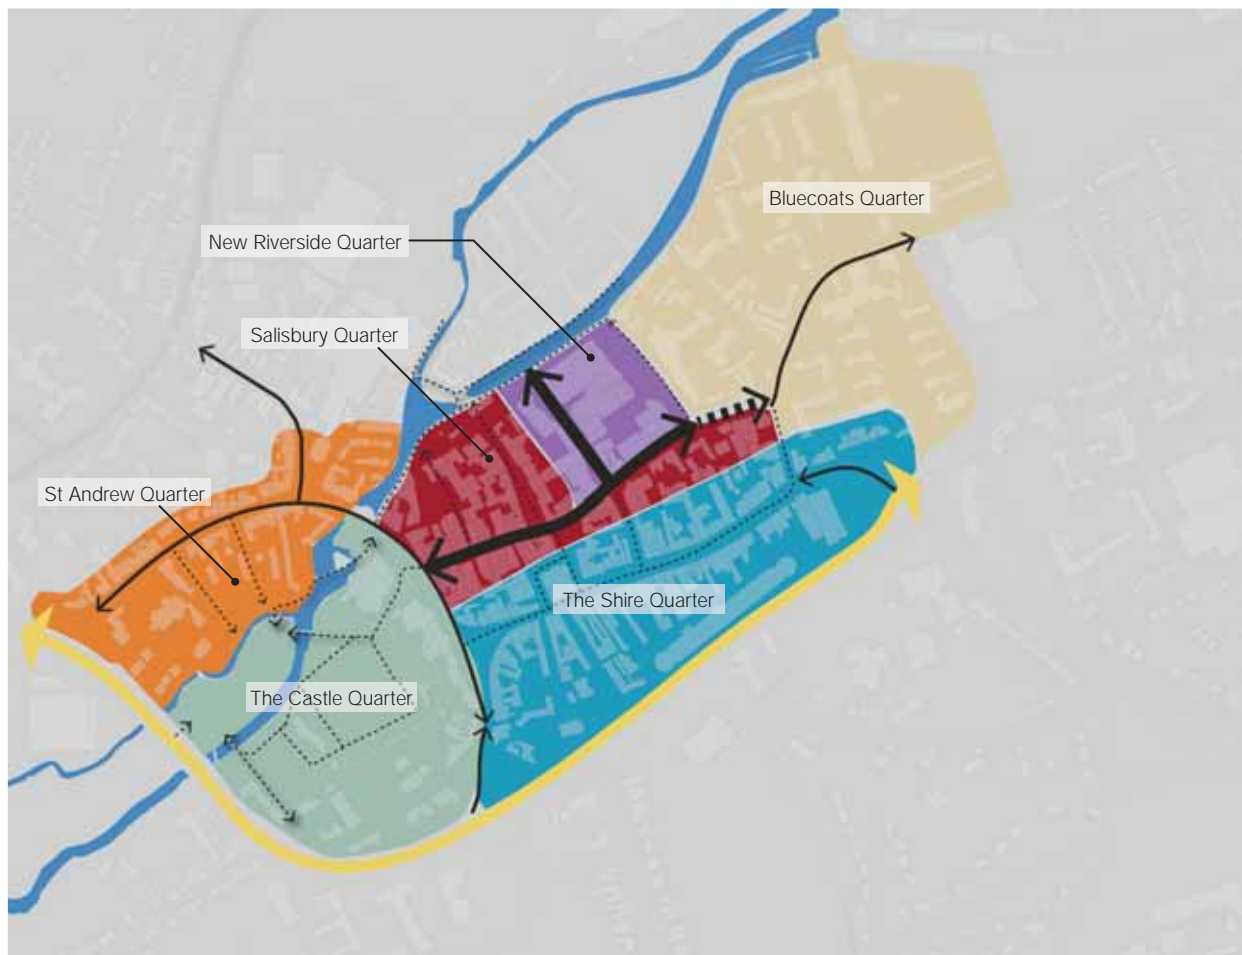 Bluecoats Quarter
New Riverside Quarter
Salisbury Quarter
St Andrew Quarter
The Shire Quarter
The Castle Quarter